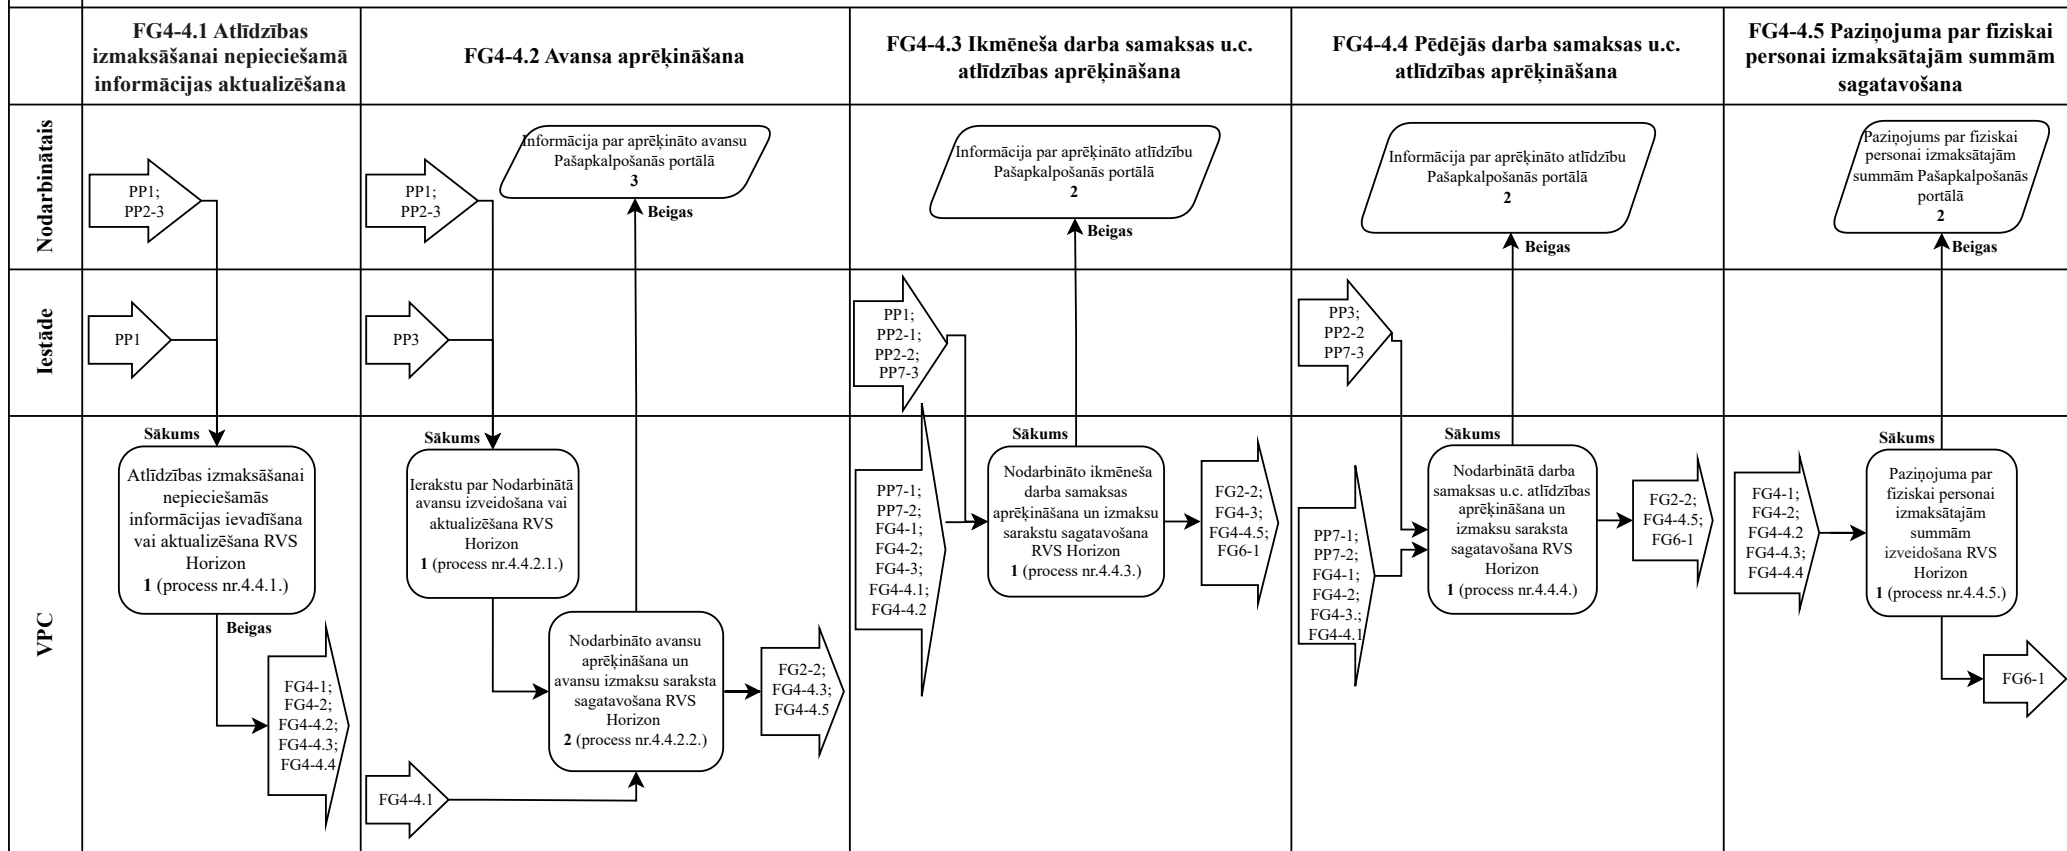 FG4-4.1 Atlīdzības
izmaksāšanai nepieciešamā
informācijas aktualizēšana
FG4-4.2 Avansa aprēķināšana
FG4-4.3 Ikmēneša darba samaksas u.c.
atlīdzības aprēķināšana
FG4-4.4 Pēdējās darba samaksas u.c.
atlīdzības aprēķināšana
FG4-4.5 Paziņojuma par fiziskai
personai izmaksātajām summām
sagatavošana
Nodarbinātais
PP1;
PP2-3
PP1;
PP2-3
Informācija par aprēķināto avansu
Pašapkalpošanās portālā
3
Beigas
Informācija par aprēķināto atlīdzību
Pašapkalpošanās portālā
2
Beigas
Informācija par aprēķināto atlīdzību
Pašapkalpošanās portālā
2
Beigas
Paziņojums par fiziskai
personai izmaksātajām
summām Pašapkalpošanās
portālā
2
Beigas
Iestāde
PP1
PP3
PP1;
PP2-1;
PP2-2;
PP7-3
PP3;
PP2-2
PP7-3
VPC
Sākums
Atlīdzības izmaksāšanai
nepieciešamās
informācijas ievadīšana
vai aktualizēšana RVS
Horizon
1 (process nr.4.4.1.)
Beigas
FG4-1;
FG4-2;
FG4-4.2;
FG4-4.3;
FG4-4.4
Sākums
Ierakstu par Nodarbinātā
avansu izveidošana vai
aktualizēšana RVS
Horizon
1 (process nr.4.4.2.1.)
Nodarbināto avansu
aprēķināšana un
avansu izmaksu saraksta
sagatavošana RVS
Horizon
2 (process nr.4.4.2.2.)
FG4-4.1
FG2-2;
FG4-4.3;
FG4-4.5
PP7-1;
PP7-2;
FG4-1;
FG4-2;
FG4-3;
FG4-4.1;
FG4-4.2
Sākums
Nodarbināto ikmēneša
darba samaksas
aprēķināšana un izmaksu
sarakstu sagatavošana
RVS Horizon
1 (process nr.4.4.3.)
FG2-2;
FG4-3;
FG4-4.5;
FG6-1
PP7-1;
PP7-2;
FG4-1;
FG4-2;
FG4-3.;
FG4-4.1
Sākums
Nodarbinātā darba
samaksas u.c. atlīdzības
aprēķināšana un
izmaksu saraksta
sagatavošana RVS
Horizon
1 (process nr.4.4.4.)
FG2-2;
FG4-4.5;
FG6-1
FG4-1;
FG4-2;
FG4-4.2
FG4-4.3;
FG4-4.4
Sākums
Paziņojuma par
fiziskai personai
izmaksātajām
summām
izveidošana RVS
Horizon
1 (process nr.4.4.5.)
FG6-1